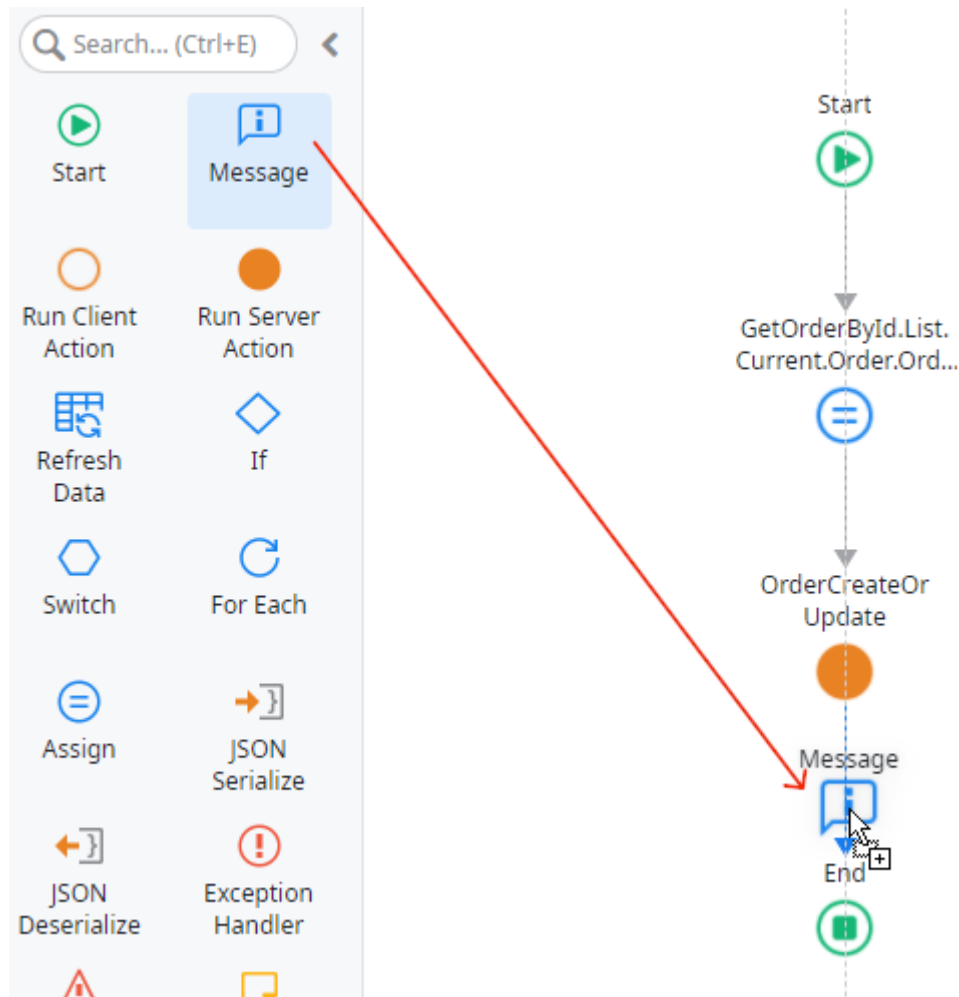 Search... (Ctrl+E)
Start
Message
Run Client
Action
Run Server
Action
Refresh
Data
If
Switch
For Each
Assign
JSON
Serialize
JSON
Deserialize
Exception
Handler
Start
GetOrderById.List.
Current.Order.Ord...
OrderCreateOr
Update
Message
End